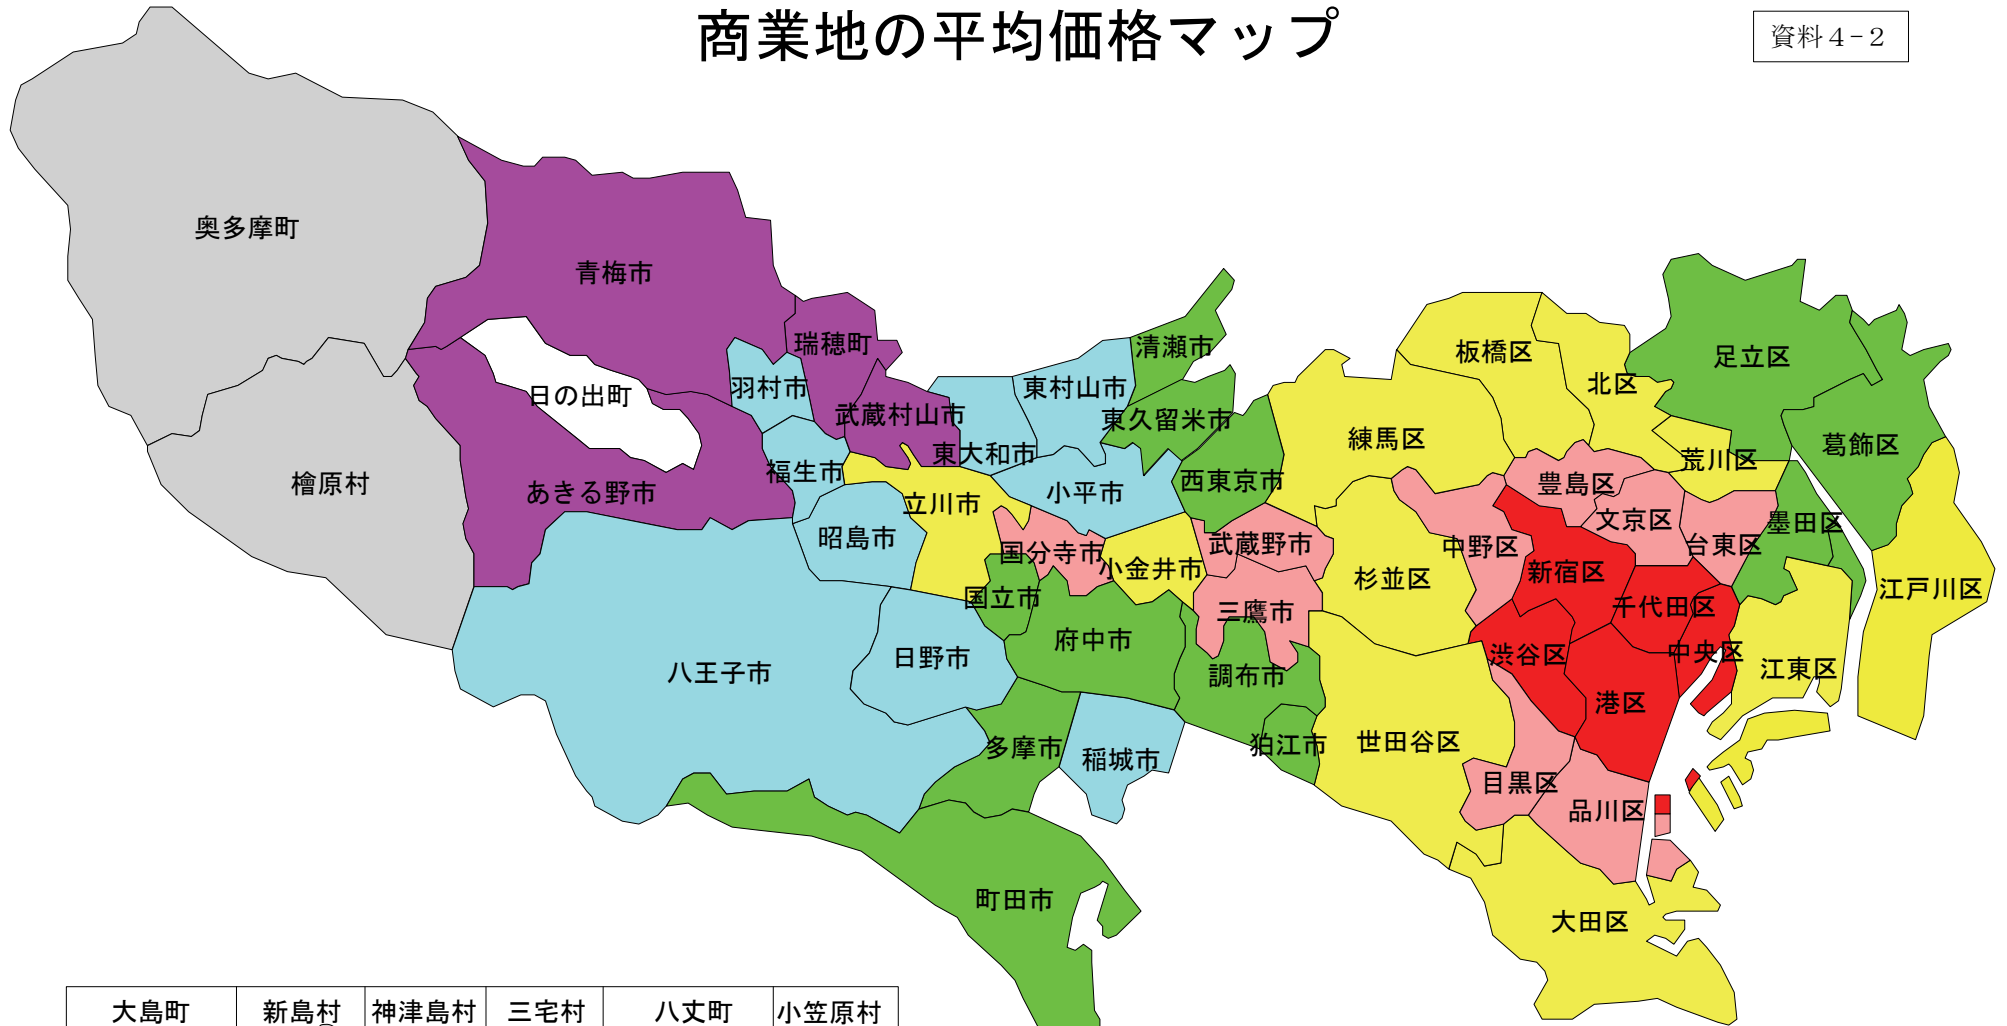 商業地の平均価格マップ
資料４−２
奥多摩町
青梅市
瑞穂町
清瀬市
板橋区
足立区
日の出町
羽村市
東村山市
北区
武蔵村山市
東久留米市
練馬区
葛飾区
檜原村
あきる野市
福生市
東大和市
小平市
西東京市
豊島区
荒川区
立川市
文京区
墨田区
昭島市
国分寺市
武蔵野市
中野区
台東区
小金井市
杉並区
新宿区
江戸川区
国立市
三鷹市
千代田区
八王子市
日野市
府中市
調布市
渋谷区
中央区
江東区
港区
多摩市
稲城市
狛江市
世田谷区
目黒区
品川区
町田市
大田区
大島町 新島村 神津島村 三宅村 八丈町 小笠原村